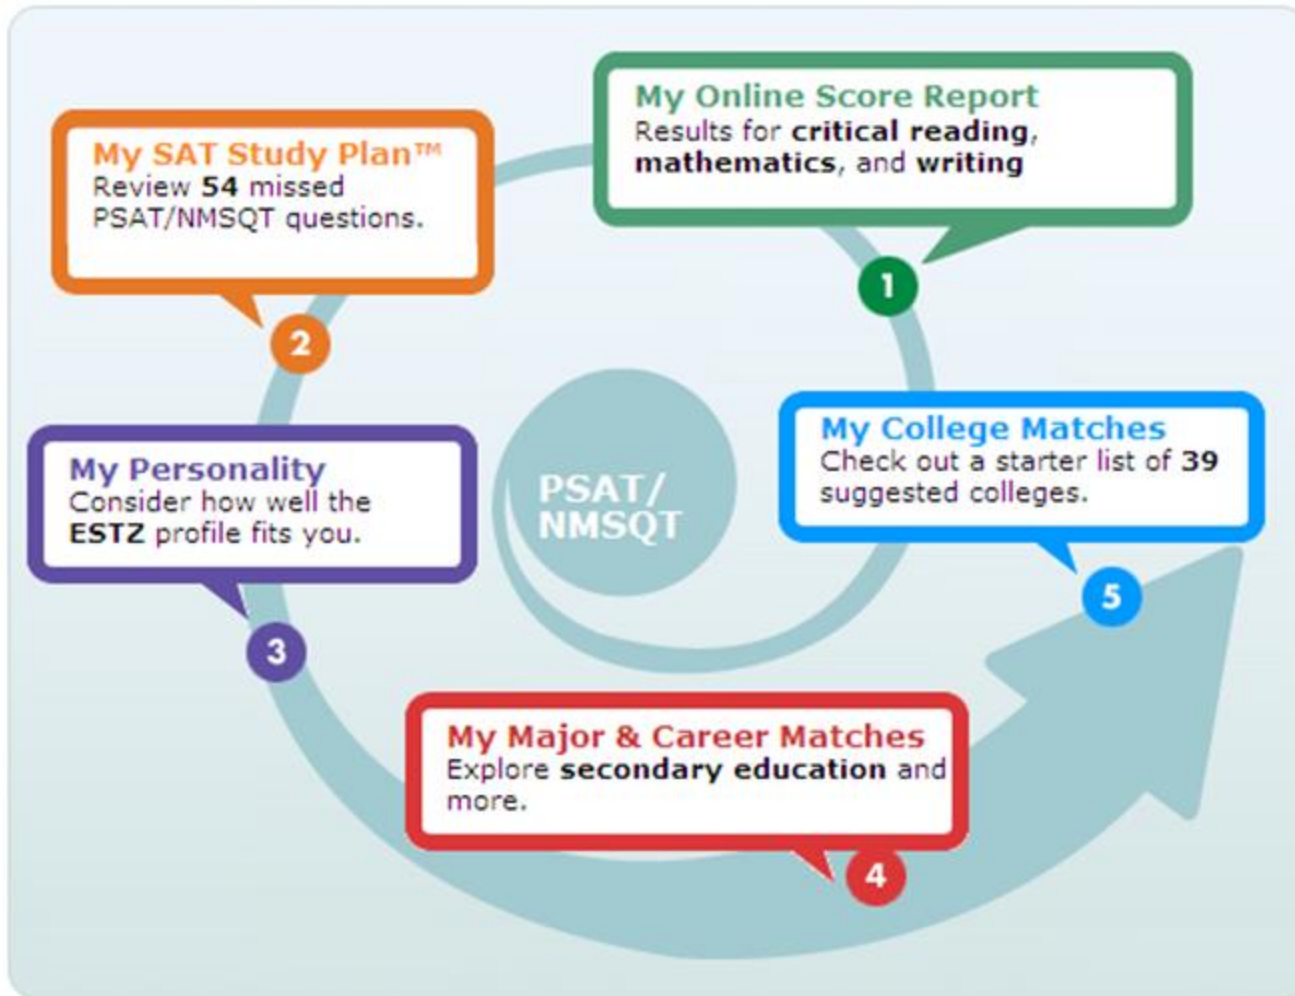 My Online Score Report
Results for critical reading,
mathematics, and writing
1
My SAT Study Plan™
Review 54 missed
PSAT/NMSQT questions.
2
My Personality
Consider how well the
ESTZ profile fits you.
3
My Major & Career Matches
Explore secondary education and
more.
4
My College Matches
Check out a starter list of 39
suggested colleges.
5
PSAT/
NMSQT